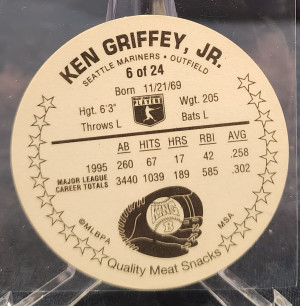 KEN GRIFFEY, JR.
SEATTLE MARINERS • OUTFIELD
6 of 24
Born 11/21/69
Hgt. 6'3" Wgt. 205
Throws L Bats L
PLAYERS
AB HITS HRS RBI AVG
1995 260 67 17 42 .258
MAJOR LEAGUE
CAREER TOTALS 3440 1039 189 585 .302
©MLBPA MSA
Quality Meat Snacks